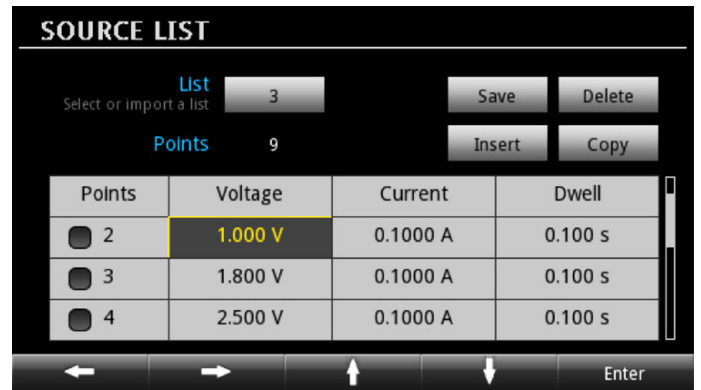 SOURCE LIST
List
Select or import a list
3
Save
Delete
Points
9
Insert
Copy
Points Voltage Current Dwell
2 1.000 V 0.1000 A 0.100 s
3 1.800 V 0.1000 A 0.100 s
4 2.500 V 0.1000 A 0.100 s
Enter